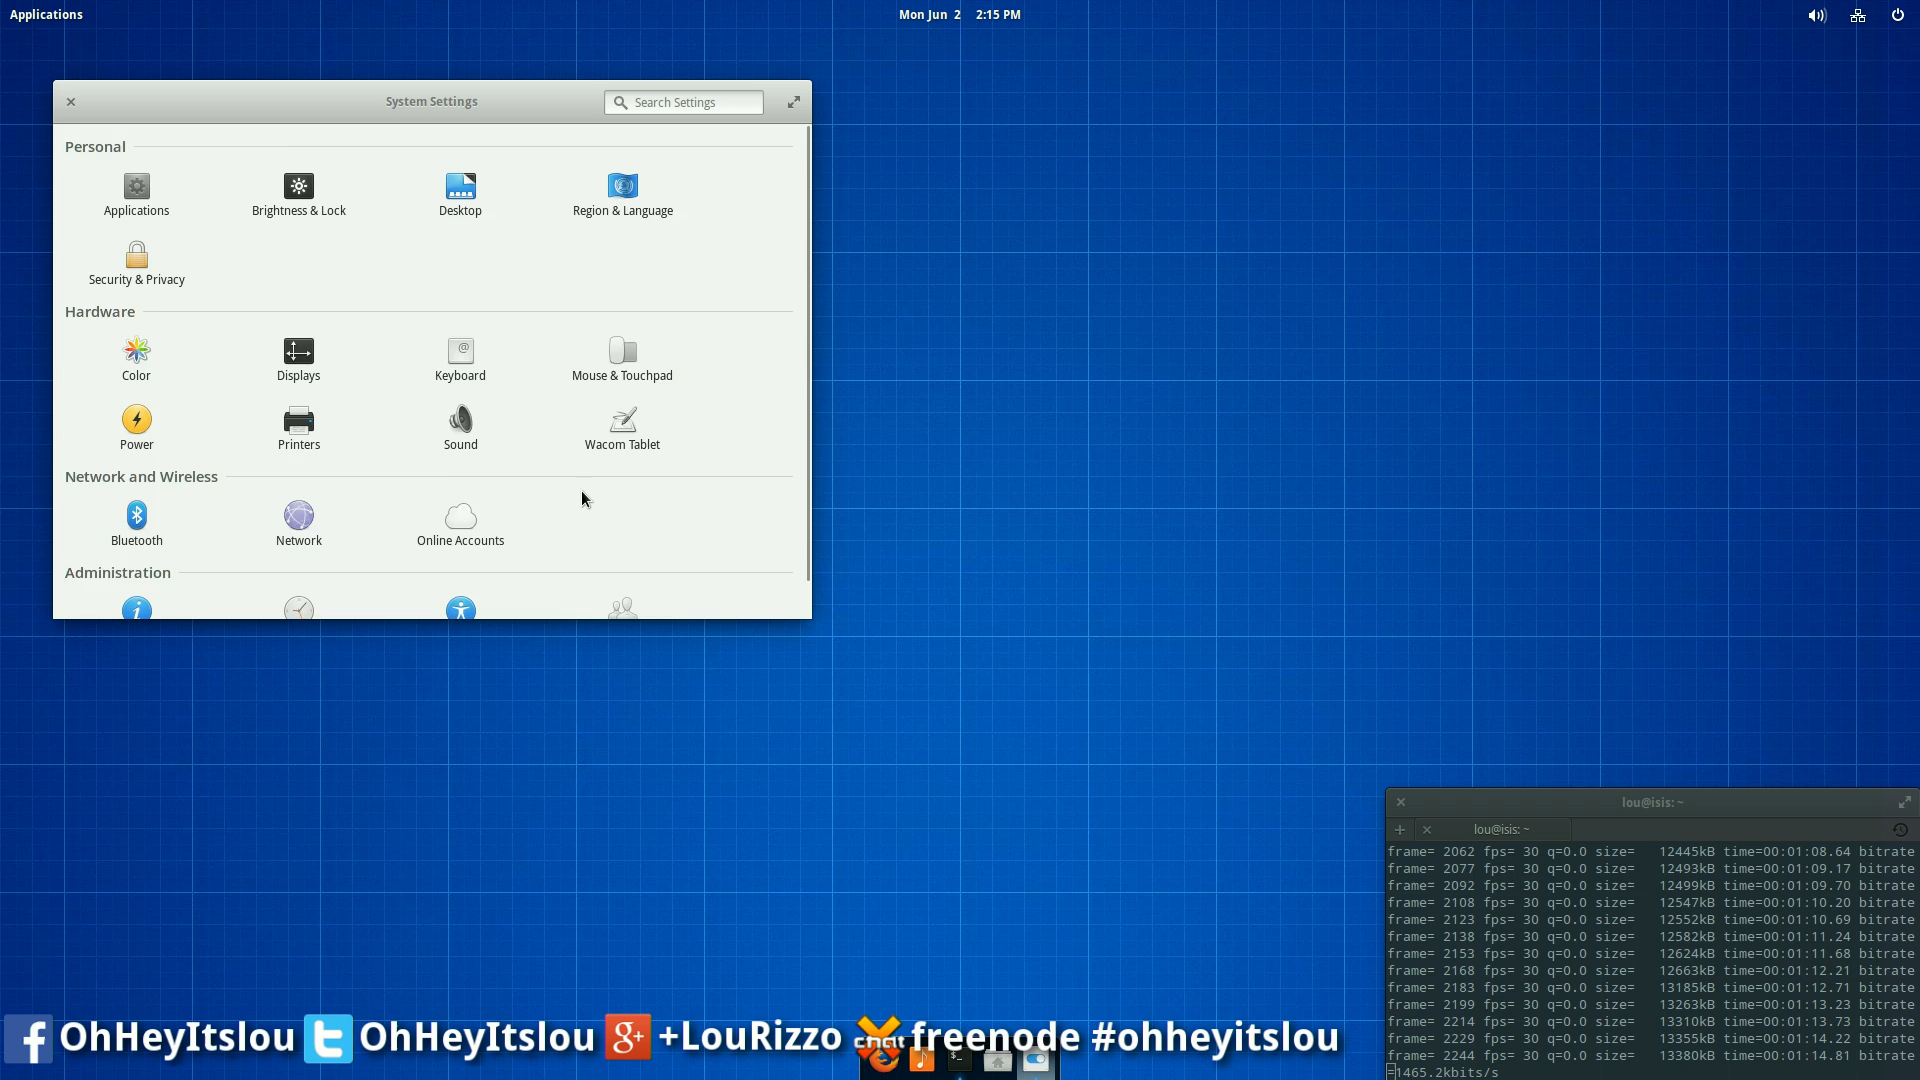 Applications
Mon Jun 2 2:15 PM
System Settings
Search Settings
Personal
Applications
Brightness & Lock
Desktop
Region & Language
Security & Privacy
Hardware
Color
Displays
Keyboard
Mouse & Touchpad
Power
Printers
Sound
Wacom Tablet
Network and Wireless
Bluetooth
Network
Online Accounts
Administration
lou@isis: ~
lou@isis: ~
frame= 2062 fps= 30 q=0.0 size=   12445kB time=00:01:08.64 bitrate
frame= 2077 fps= 30 q=0.0 size=   12493kB time=00:01:09.17 bitrate
frame= 2092 fps= 30 q=0.0 size=   12499kB time=00:01:09.70 bitrate
frame= 2108 fps= 30 q=0.0 size=   12547kB time=00:01:10.20 bitrate
frame= 2123 fps= 30 q=0.0 size=   12552kB time=00:01:10.69 bitrate
frame= 2138 fps= 30 q=0.0 size=   12582kB time=00:01:11.24 bitrate
frame= 2153 fps= 30 q=0.0 size=   12624kB time=00:01:11.68 bitrate
frame= 2168 fps= 30 q=0.0 size=   12663kB time=00:01:12.21 bitrate
frame= 2183 fps= 30 q=0.0 size=   13185kB time=00:01:12.71 bitrate
frame= 2199 fps= 30 q=0.0 size=   13263kB time=00:01:13.23 bitrate
frame= 2214 fps= 30 q=0.0 size=   13310kB time=00:01:13.73 bitrate
frame= 2229 fps= 30 q=0.0 size=   13355kB time=00:01:14.22 bitrate
frame= 2244 fps= 30 q=0.0 size=   13380kB time=00:01:14.81 bitrate
=1465.2kbits/s
f OhHeyItslou t OhHeyItslou g+ +LouRizzo chat freenode #ohheyitslou